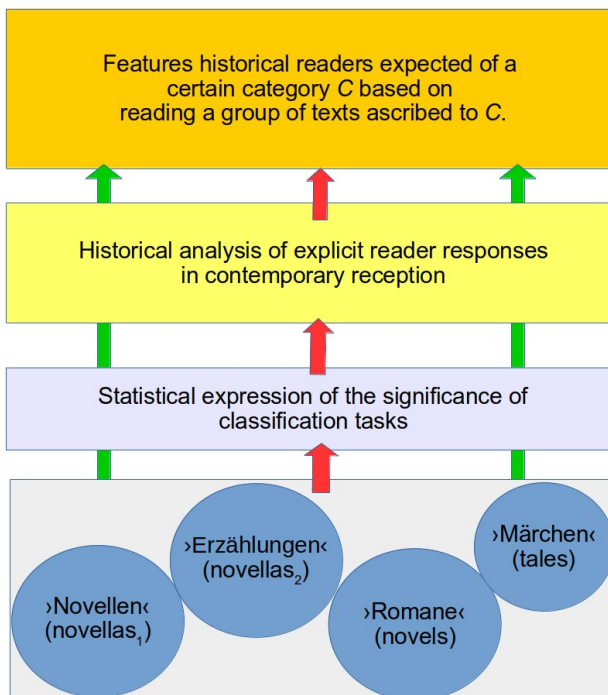 Features historical readers expected of a
certain category C based on
reading a group of texts ascribed to C.
Historical analysis of explicit reader responses
in contemporary reception
Statistical expression of the significance of
classification tasks
›Novellen‹
(novellas₁)
›Erzählungen‹
(novellas₂)
›Romane‹
(novels)
›Märchen‹
(tales)